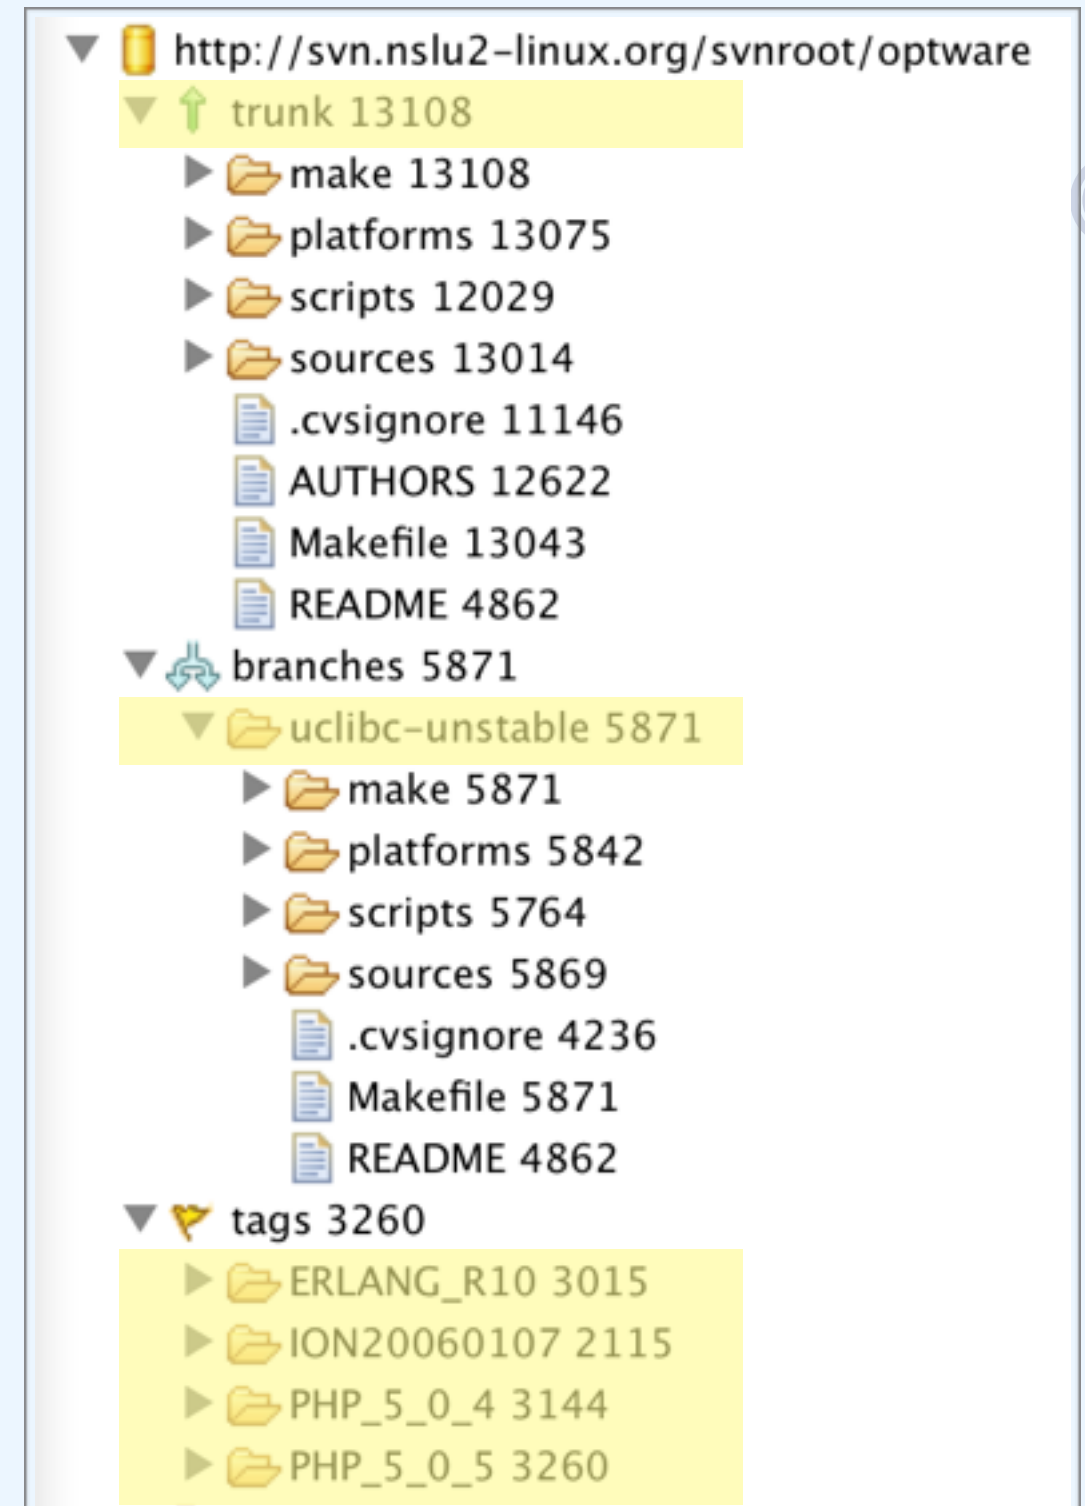 http://svn.nslu2-linux.org/svnroot/optware
trunk 13108
make 13108
platforms 13075
scripts 12029
sources 13014
.cvsignore 11146
AUTHORS 12622
Makefile 13043
README 4862
branches 5871
uclibc-unstable 5871
make 5871
platforms 5842
scripts 5764
sources 5869
.cvsignore 4236
Makefile 5871
README 4862
tags 3260
ERLANG_R10 3015
ION20060107 2115
PHP_5_0_4 3144
PHP_5_0_5 3260